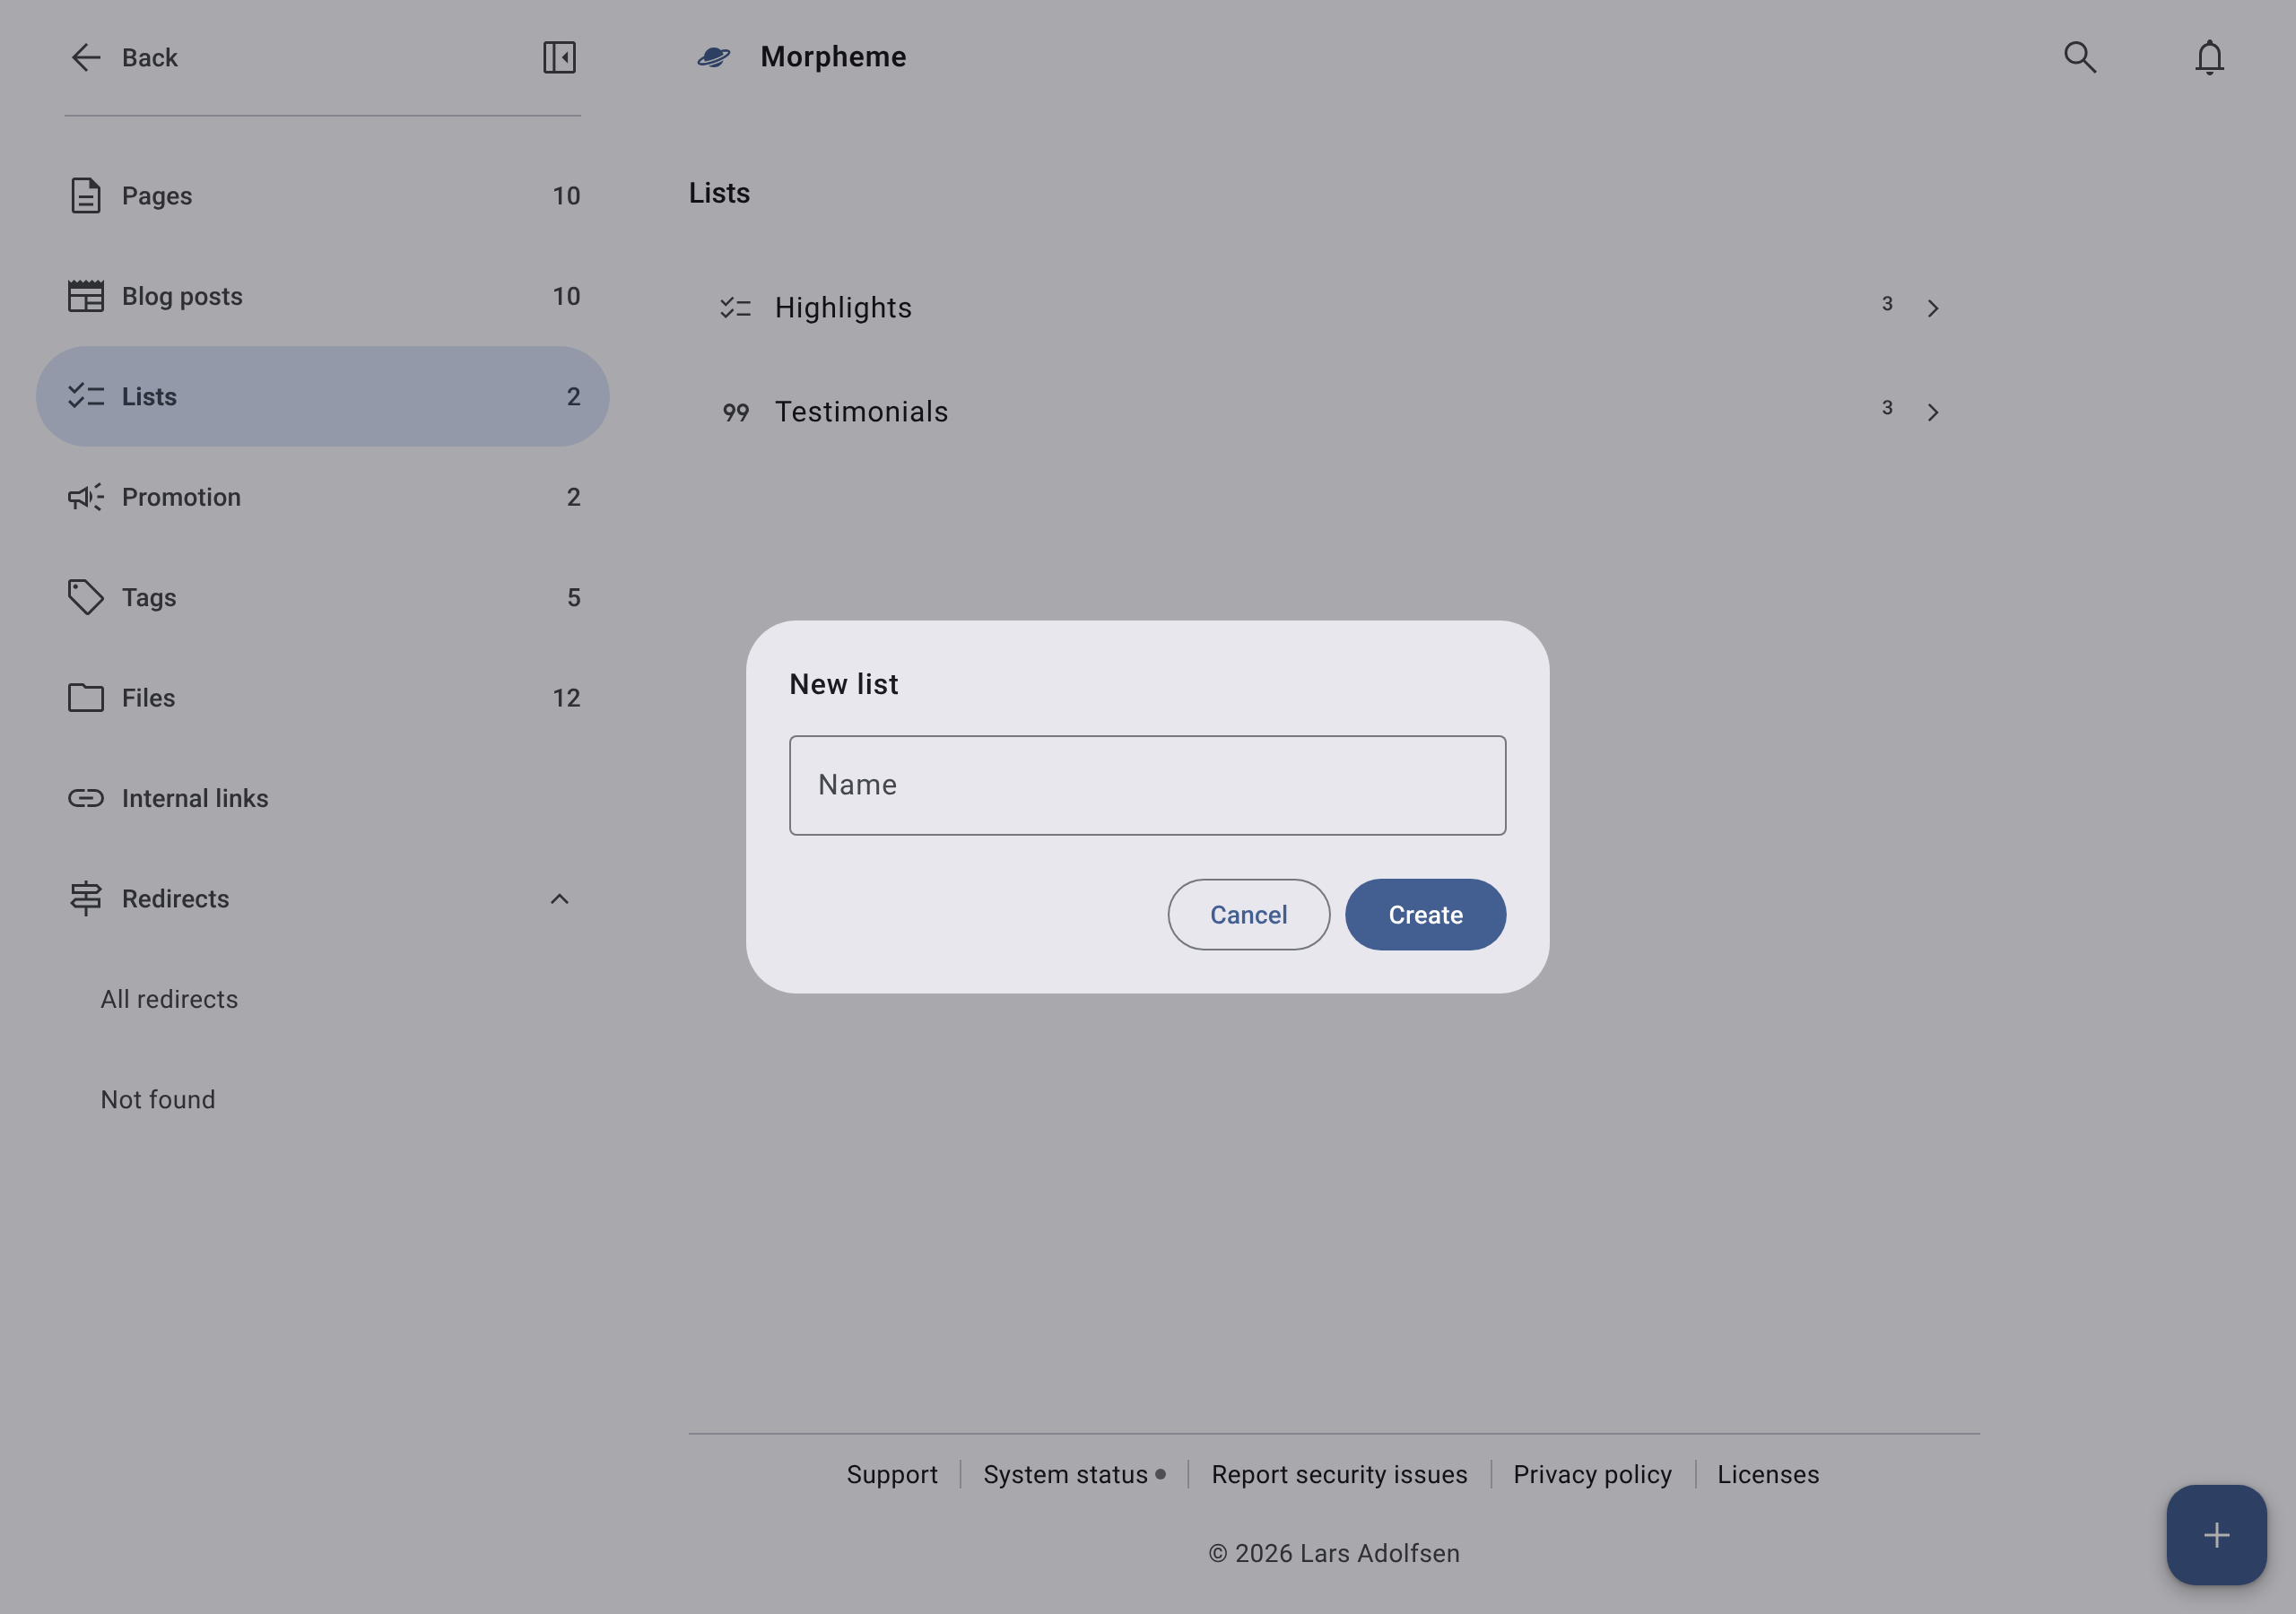 Back
Morpheme
Pages 10
Blog posts 10
Lists 2
Promotion 2
Tags 5
Files 12
Internal links
Redirects
All redirects
Not found
Lists
Highlights 3
Testimonials 3
New list
Name
Cancel Create
Support System status Report security issues Privacy policy Licenses
© 2026 Lars Adolfsen